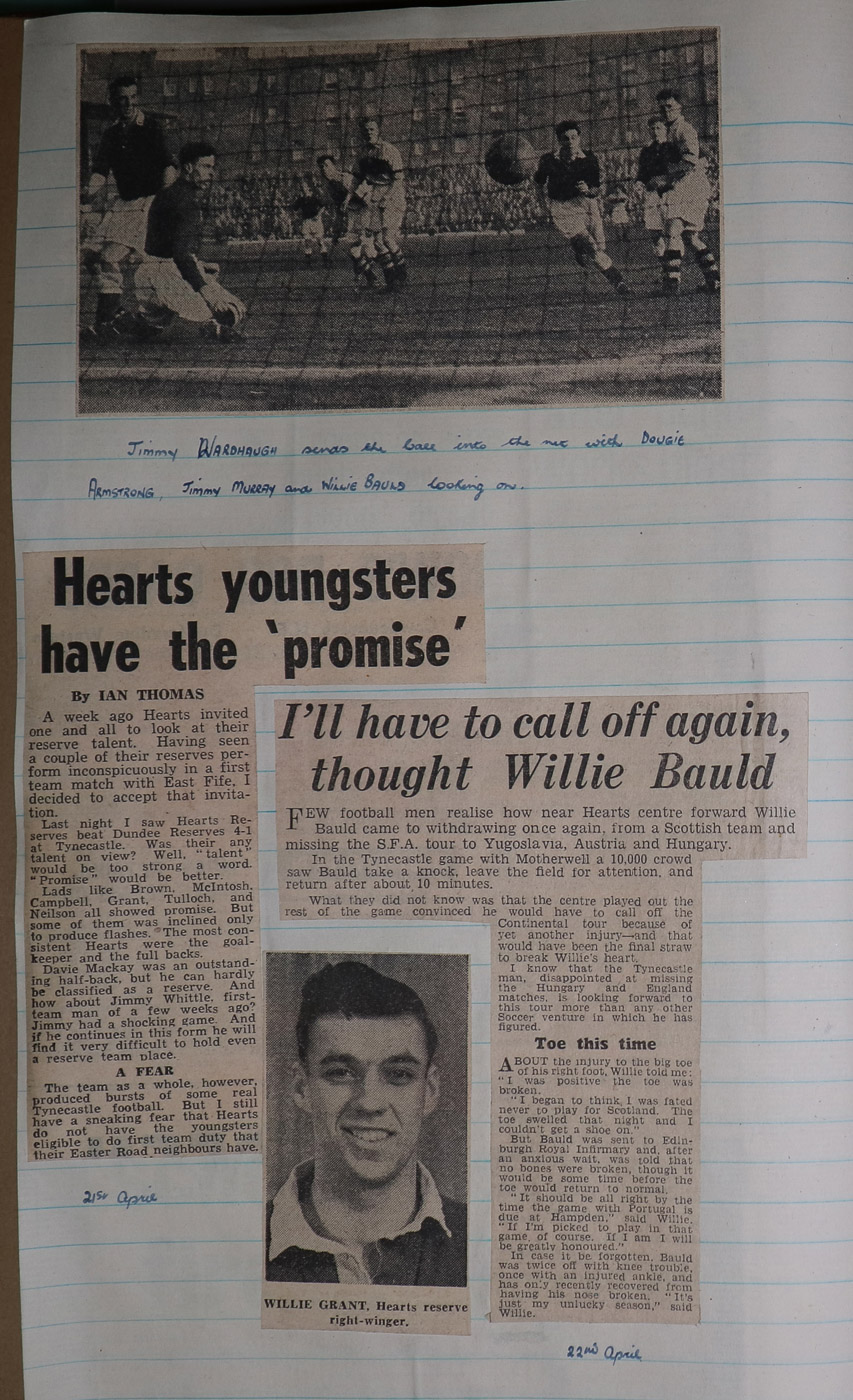 Jimmy WARDHAUGH sends the ball into the net with DOUGIE
ARMSTRONG, Jimmy MURRAY and WILLIE BAULD looking on.
Hearts youngsters
have the 'promise'
By IAN THOMAS
A week ago Hearts invited
one and all to look at their
reserve talent. Having seen
a couple of their reserves per-
form inconspicuously in a first
team match with East Fife, I
decided to accept that invita-
tion.
Last night I saw Hearts Re-
serves beat Dundee Reserves 4-1
at Tynecastle. Was their any
talent on view? Well, "talent"
would be too strong a word.
"Promise" would be better.
Lads like Brown, McIntosh,
Campbell, Grant, Tulloch, and
Neilson all showed promise. But
some of them was inclined only
to produce flashes. The most con-
sistent Hearts were the goal-
keeper and the full backs.
Davie Mackay was an outstand-
ing half-back, but he can hardly
be classified as a reserve. And
how about Jimmy Whittle, first-
team man of a few weeks ago?
Jimmy had a shocking game. And
if he continues in this form he will
find it very difficult to hold even
a reserve team place.
A FEAR
The team as a whole, however,
produced bursts of some real
Tynecastle football. But I still
have a sneaking fear that Hearts
do not have the youngsters
eligible to do first team duty that
their Easter Road neighbours have.
21st April
I'll have to call off again,
thought Willie Bauld
FEW football men realise how near Hearts centre forward Willie
Bauld came to withdrawing once again, from a Scottish team and
missing the S.F.A. tour to Yugoslavia, Austria and Hungary.
In the Tynecastle game with Motherwell a 10,000 crowd
saw Bauld take a knock, leave the field for attention, and
return after about 10 minutes.
What they did not know was that the centre played out the
rest of the game convinced he would have to call off the
Continental tour because of
yet another injury—and that
would have been the final straw
to break Willie's heart.
I know that the Tynecastle
man, disappointed at missing
the Hungary and England
matches, is looking forward to
this tour more than any other
Soccer venture in which he has
figured.
Toe this time
ABOUT the injury to the big toe
of his right foot, Willie told me:
"I was positive the toe was
broken.
"I began to think I was fated
never to play for Scotland. The
toe swelled that night and I
couldn't get a shoe on."
But Bauld was sent to Edin-
burgh Royal Infirmary and, after
an anxious wait, was told that
no bones were broken, though it
would be some time before the
toe would return to normal.
"It should be all right by the
time the game with Portugal is
due at Hampden," said Willie.
"If I'm picked to play in that
game, of course. If I am I will
be greatly honoured."
In case it be forgotten, Bauld
was twice off with knee trouble,
once with an injured ankle, and
has only recently recovered from
having his nose broken. "It's
just my unlucky season," said
Willie.
WILLIE GRANT, Hearts reserve
right-winger.
22nd April